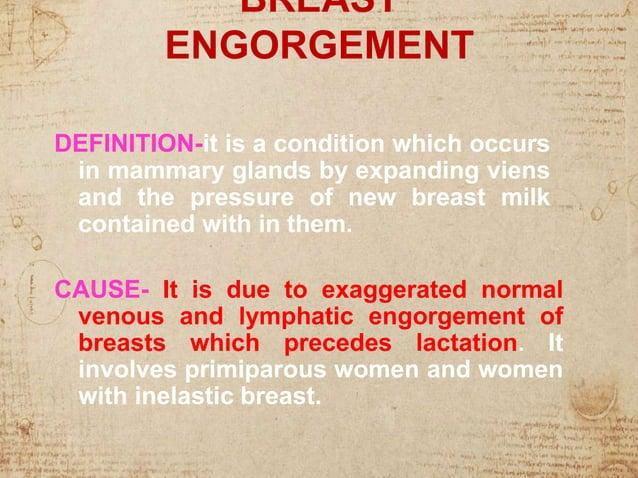 BREAST
ENGORGEMENT
DEFINITION-it is a condition which occurs
in mammary glands by expanding viens
and the pressure of new breast milk
contained with in them.
CAUSE- It is due to exaggerated normal
venous and lymphatic engorgement of
breasts which precedes lactation. It
involves primiparous women and women
with inelastic breast.